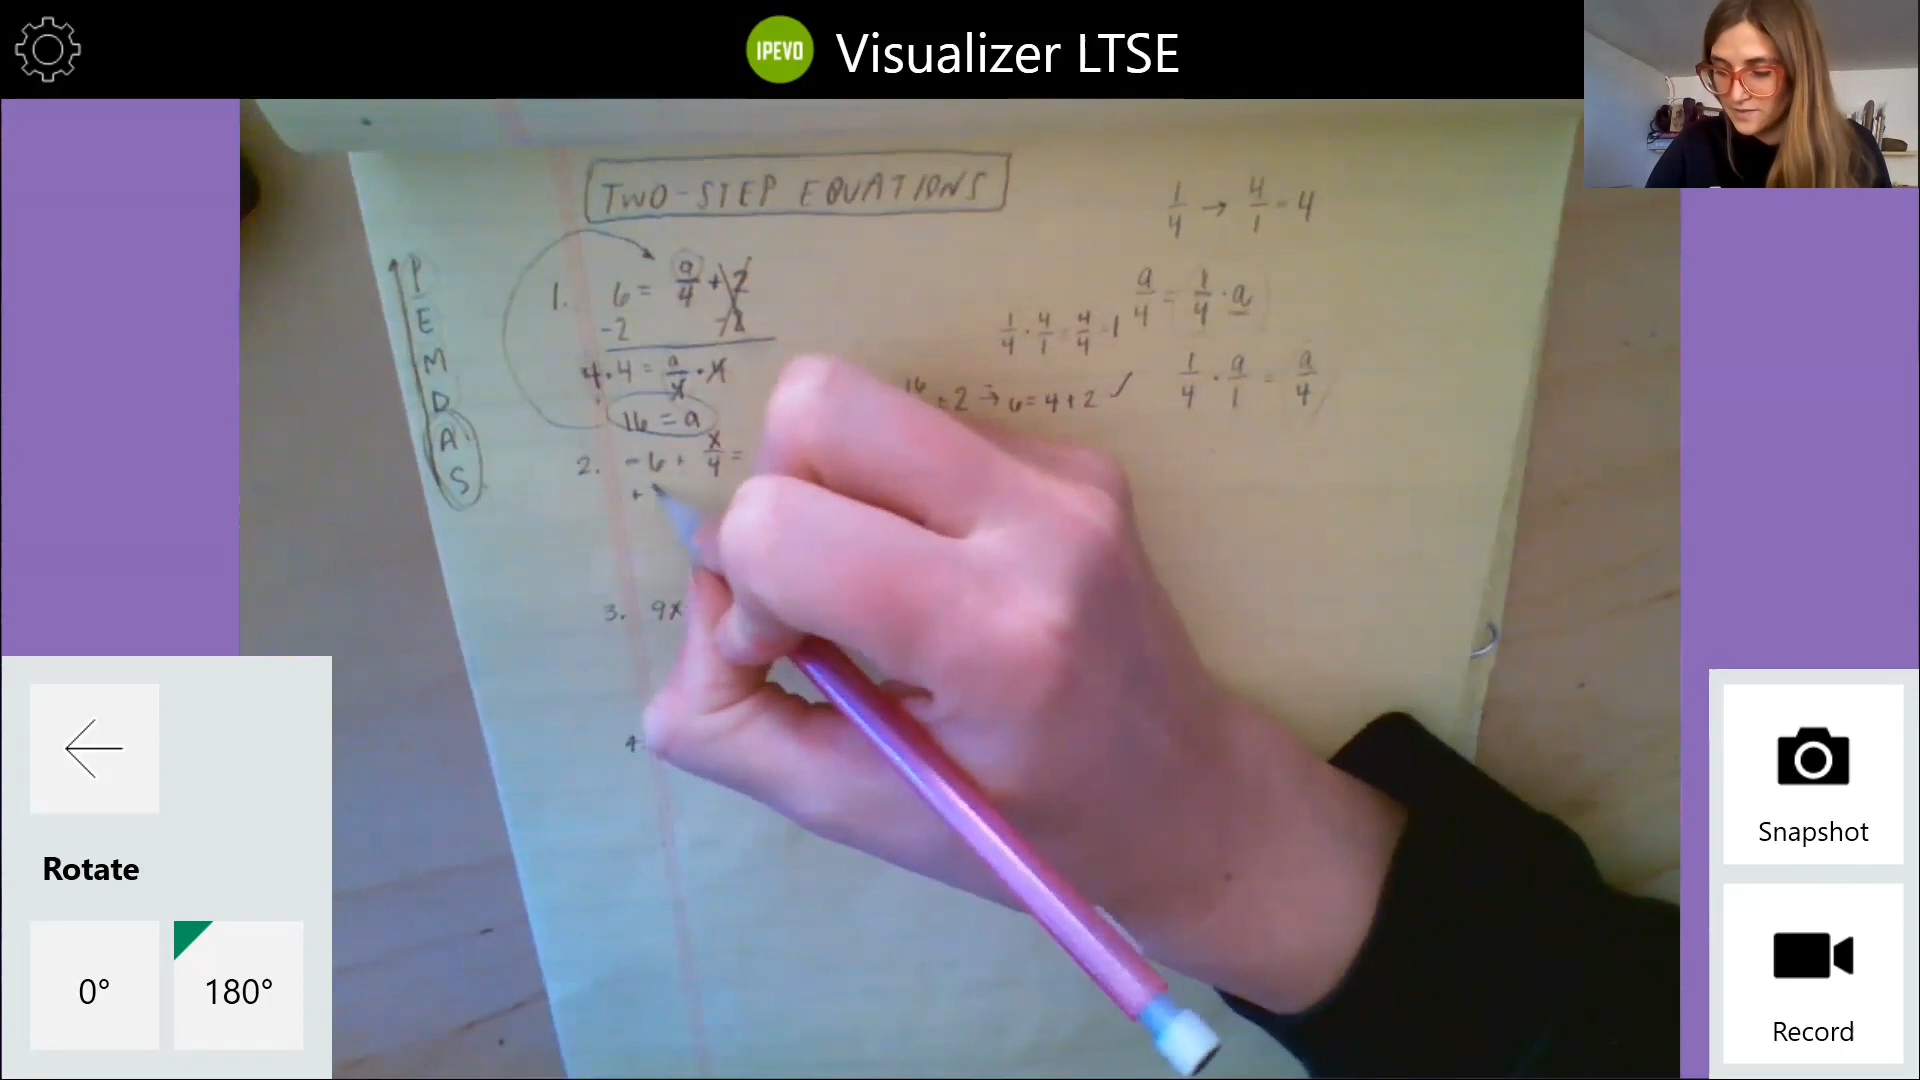 IPEVO Visualizer LTSE
TWO-STEP EQUATIONS
1/4 → 4/1 = 4
P
E
M
D
A
S
1. 6 = a/4 + 2
-2 -2
4 · 4 = a/4 · 4
16 = a
a/4 = 1/4 · a
1/4 · 4/1 = 4/4 = 1
1/4 · a/1 = a/4
16 + 2 → 6 = 4 + 2 ✓
2. -6 + x/4 =
+
3. 9x
4.
Rotate
0°
180°
Snapshot
Record